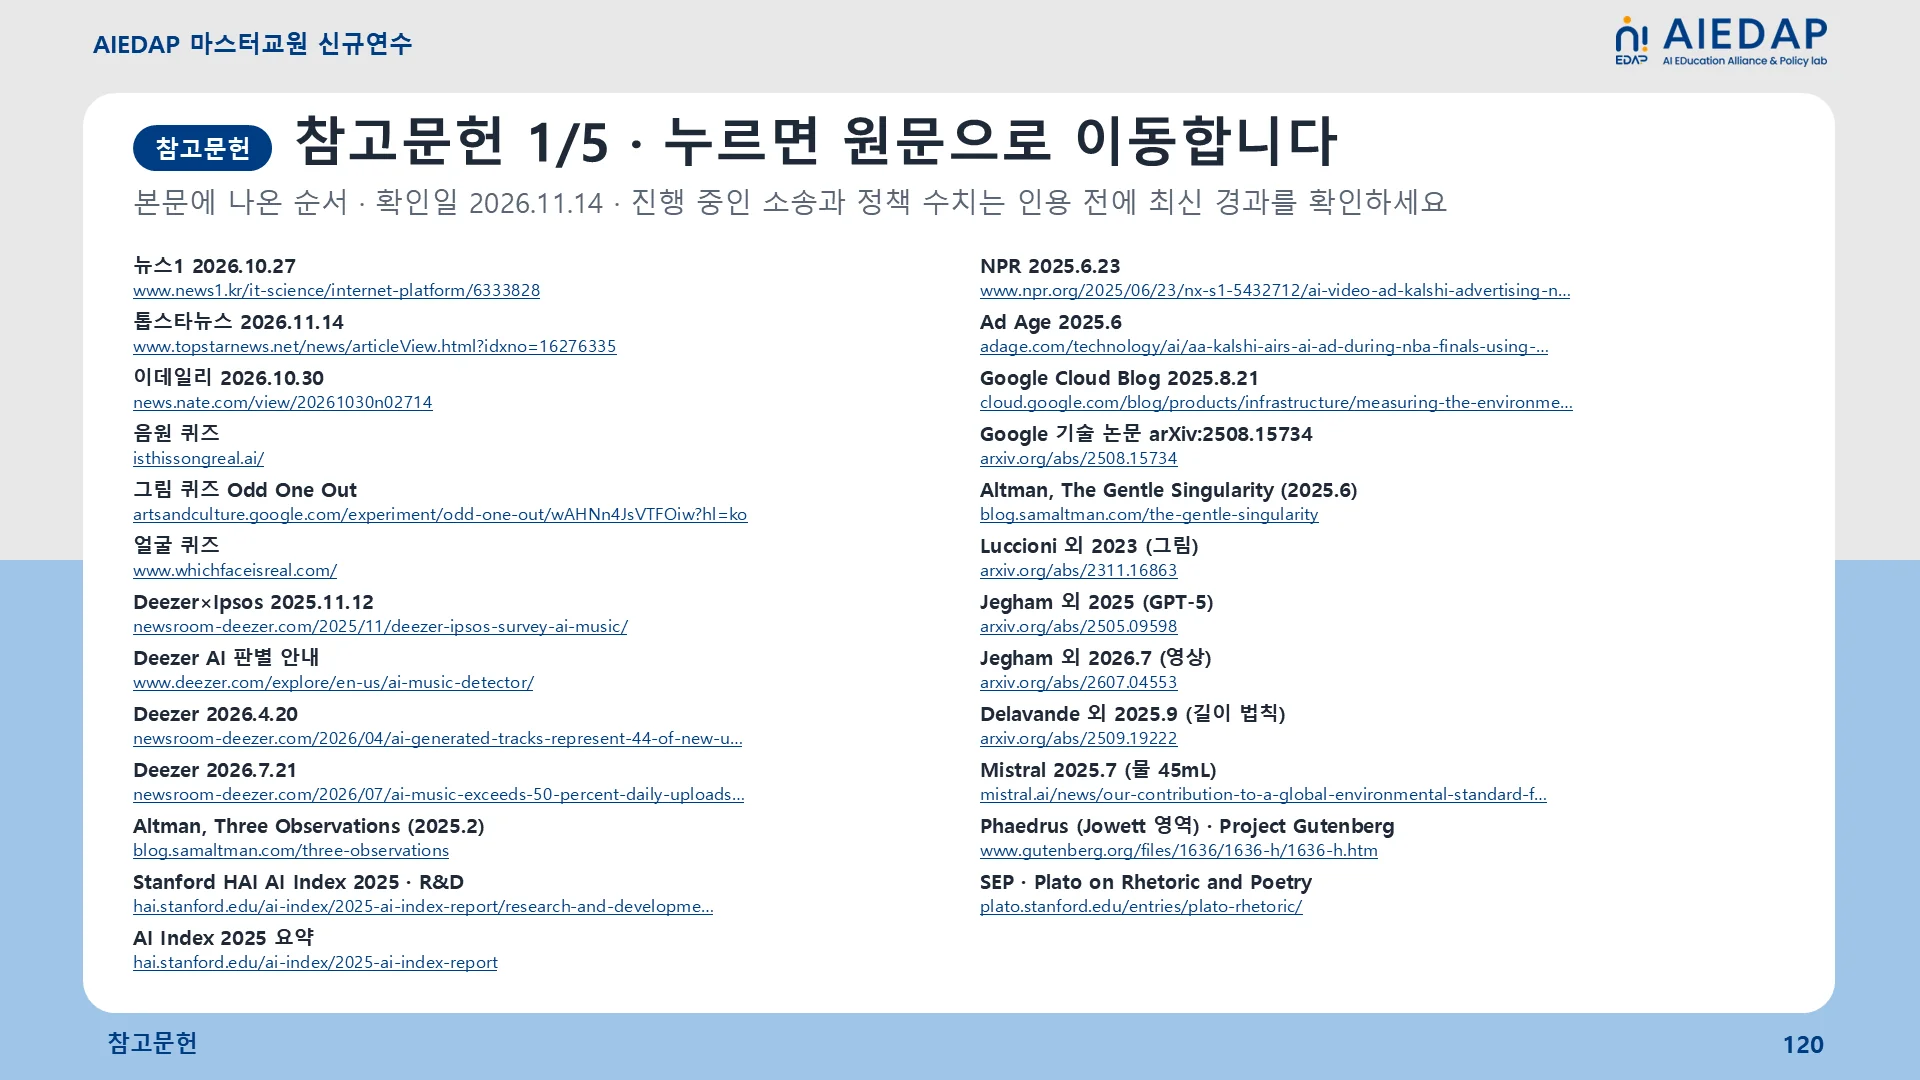 AIEDAP 마스터교원 신규연수
AIEDAP
EDAP
AI EDucation Alliance & Policy lab
참고문헌
참고문헌 1/5 · 누르면 원문으로 이동합니다
본문에 나온 순서 · 확인일 2026.11.14 · 진행 중인 소송과 정책 수치는 인용 전에 최신 경과를 확인하세요
뉴스1 2026.10.27
www.news1.kr/it-science/internet-platform/6333828
톱스타뉴스 2026.11.14
www.topstarnews.net/news/articleView.html?idxno=16276335
이데일리 2026.10.30
news.nate.com/view/20261030n02714
음원 퀴즈
isthissongreal.ai/
그림 퀴즈 Odd One Out
artsandculture.google.com/experiment/odd-one-out/wAHNn4JsVTFOiw?hl=ko
얼굴 퀴즈
www.whichfaceisreal.com/
Deezer×Ipsos 2025.11.12
newsroom-deezer.com/2025/11/deezer-ipsos-survey-ai-music/
Deezer AI 판별 안내
www.deezer.com/explore/en-us/ai-music-detector/
Deezer 2026.4.20
newsroom-deezer.com/2026/04/ai-generated-tracks-represent-44-of-new-u...
Deezer 2026.7.21
newsroom-deezer.com/2026/07/ai-music-exceeds-50-percent-daily-uploads...
Altman, Three Observations (2025.2)
blog.samaltman.com/three-observations
Stanford HAI AI Index 2025 · R&D
hai.stanford.edu/ai-index/2025-ai-index-report/research-and-developme...
AI Index 2025 요약
hai.stanford.edu/ai-index/2025-ai-index-report
NPR 2025.6.23
www.npr.org/2025/06/23/nx-s1-5432712/ai-video-ad-kalshi-advertising-n...
Ad Age 2025.6
adage.com/technology/ai/aa-kalshi-airs-ai-ad-during-nba-finals-using-...
Google Cloud Blog 2025.8.21
cloud.google.com/blog/products/infrastructure/measuring-the-environme...
Google 기술 논문 arXiv:2508.15734
arxiv.org/abs/2508.15734
Altman, The Gentle Singularity (2025.6)
blog.samaltman.com/the-gentle-singularity
Luccioni 외 2023 (그림)
arxiv.org/abs/2311.16863
Jegham 외 2025 (GPT-5)
arxiv.org/abs/2505.09598
Jegham 외 2026.7 (영상)
arxiv.org/abs/2607.04553
Delavande 외 2025.9 (길이 법칙)
arxiv.org/abs/2509.19222
Mistral 2025.7 (물 45mL)
mistral.ai/news/our-contribution-to-a-global-environmental-standard-f...
Phaedrus (Jowett 영역) · Project Gutenberg
www.gutenberg.org/files/1636/1636-h/1636-h.htm
SEP · Plato on Rhetoric and Poetry
plato.stanford.edu/entries/plato-rhetoric/
참고문헌
120